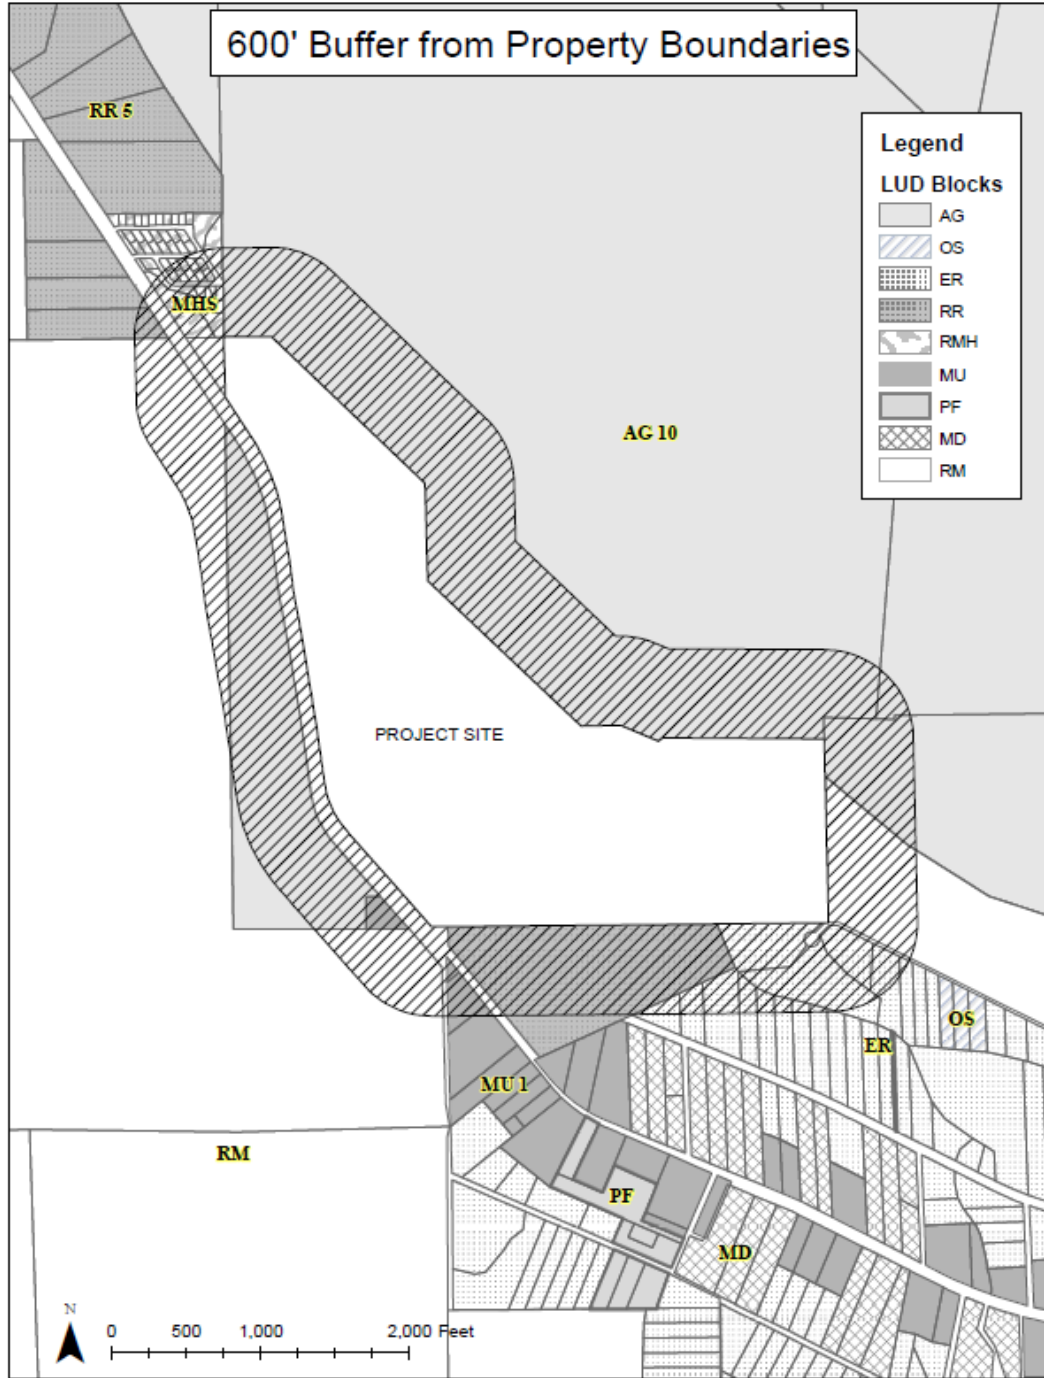 600' Buffer from Property Boundaries
RR 5
Legend
LUD Blocks
AG
OS
ER
RR
RMH
MU
PF
MD
RM
MHS
AG 10
PROJECT SITE
OS
ER
MU 1
RM
PF
MD
N
0 500 1,000 2,000 Feet